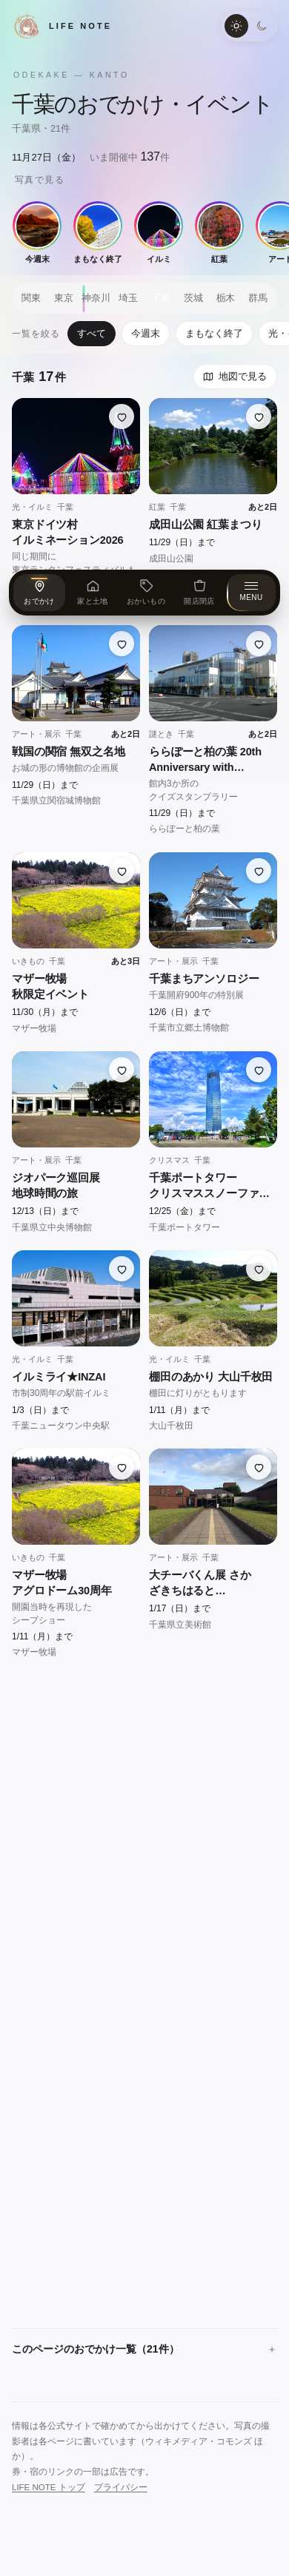 LIFE NOTE
ODEKAKE — KANTO
千葉のおでかけ・イベント
千葉県・21件
11月27日（金） いま開催中 137件
写真で見る
今週末 まもなく終了 イルミ 紅葉 アート
関東 東京 神奈川 埼玉 千葉 茨城 栃木 群馬
一覧を絞る すべて 今週末 まもなく終了 光・
千葉 17件 地図で見る
光・イルミ 千葉
東京ドイツ村
イルミネーション2026
同じ期間に
紅葉 千葉 あと2日
成田山公園 紅葉まつり
11/29（日）まで
成田山公園
おでかけ 家と土地 おかいもの 開店閉店 MENU
アート・展示 千葉 あと2日
戦国の関宿 無双之名地
お城の形の博物館の企画展
11/29（日）まで
千葉県立関宿城博物館
謎とき 千葉 あと2日
ららぽーと柏の葉 20th
Anniversary with…
館内3か所の
クイズスタンプラリー
11/29（日）まで
ららぽーと柏の葉
いきもの 千葉 あと3日
マザー牧場
秋限定イベント
11/30（月）まで
マザー牧場
アート・展示 千葉
千葉まちアンソロジー
千葉開府900年の特別展
12/6（日）まで
千葉市立郷土博物館
アート・展示 千葉
ジオパーク巡回展
地球時間の旅
12/13（日）まで
千葉県立中央博物館
クリスマス 千葉
千葉ポートタワー
クリスマススノーファ…
12/25（金）まで
千葉ポートタワー
光・イルミ 千葉
イルミライ★INZAI
市制30周年の駅前イルミ
1/3（日）まで
千葉ニュータウン中央駅
光・イルミ 千葉
棚田のあかり 大山千枚田
棚田に灯りがともります
1/11（月）まで
大山千枚田
いきもの 千葉
マザー牧場
アグロドーム30周年
開園当時を再現した
シープショー
1/11（月）まで
マザー牧場
アート・展示 千葉
大チーバくん展 さか
ざきちはると…
1/17（日）まで
千葉県立美術館
このページのおでかけ一覧（21件） +
情報は各公式サイトで確かめてから出かけてください。写真の撮
影者は各ページに書いています（ウィキメディア・コモンズ ほ
か）。
券・宿のリンクの一部は広告です。
LIFE NOTE トップ プライバシー